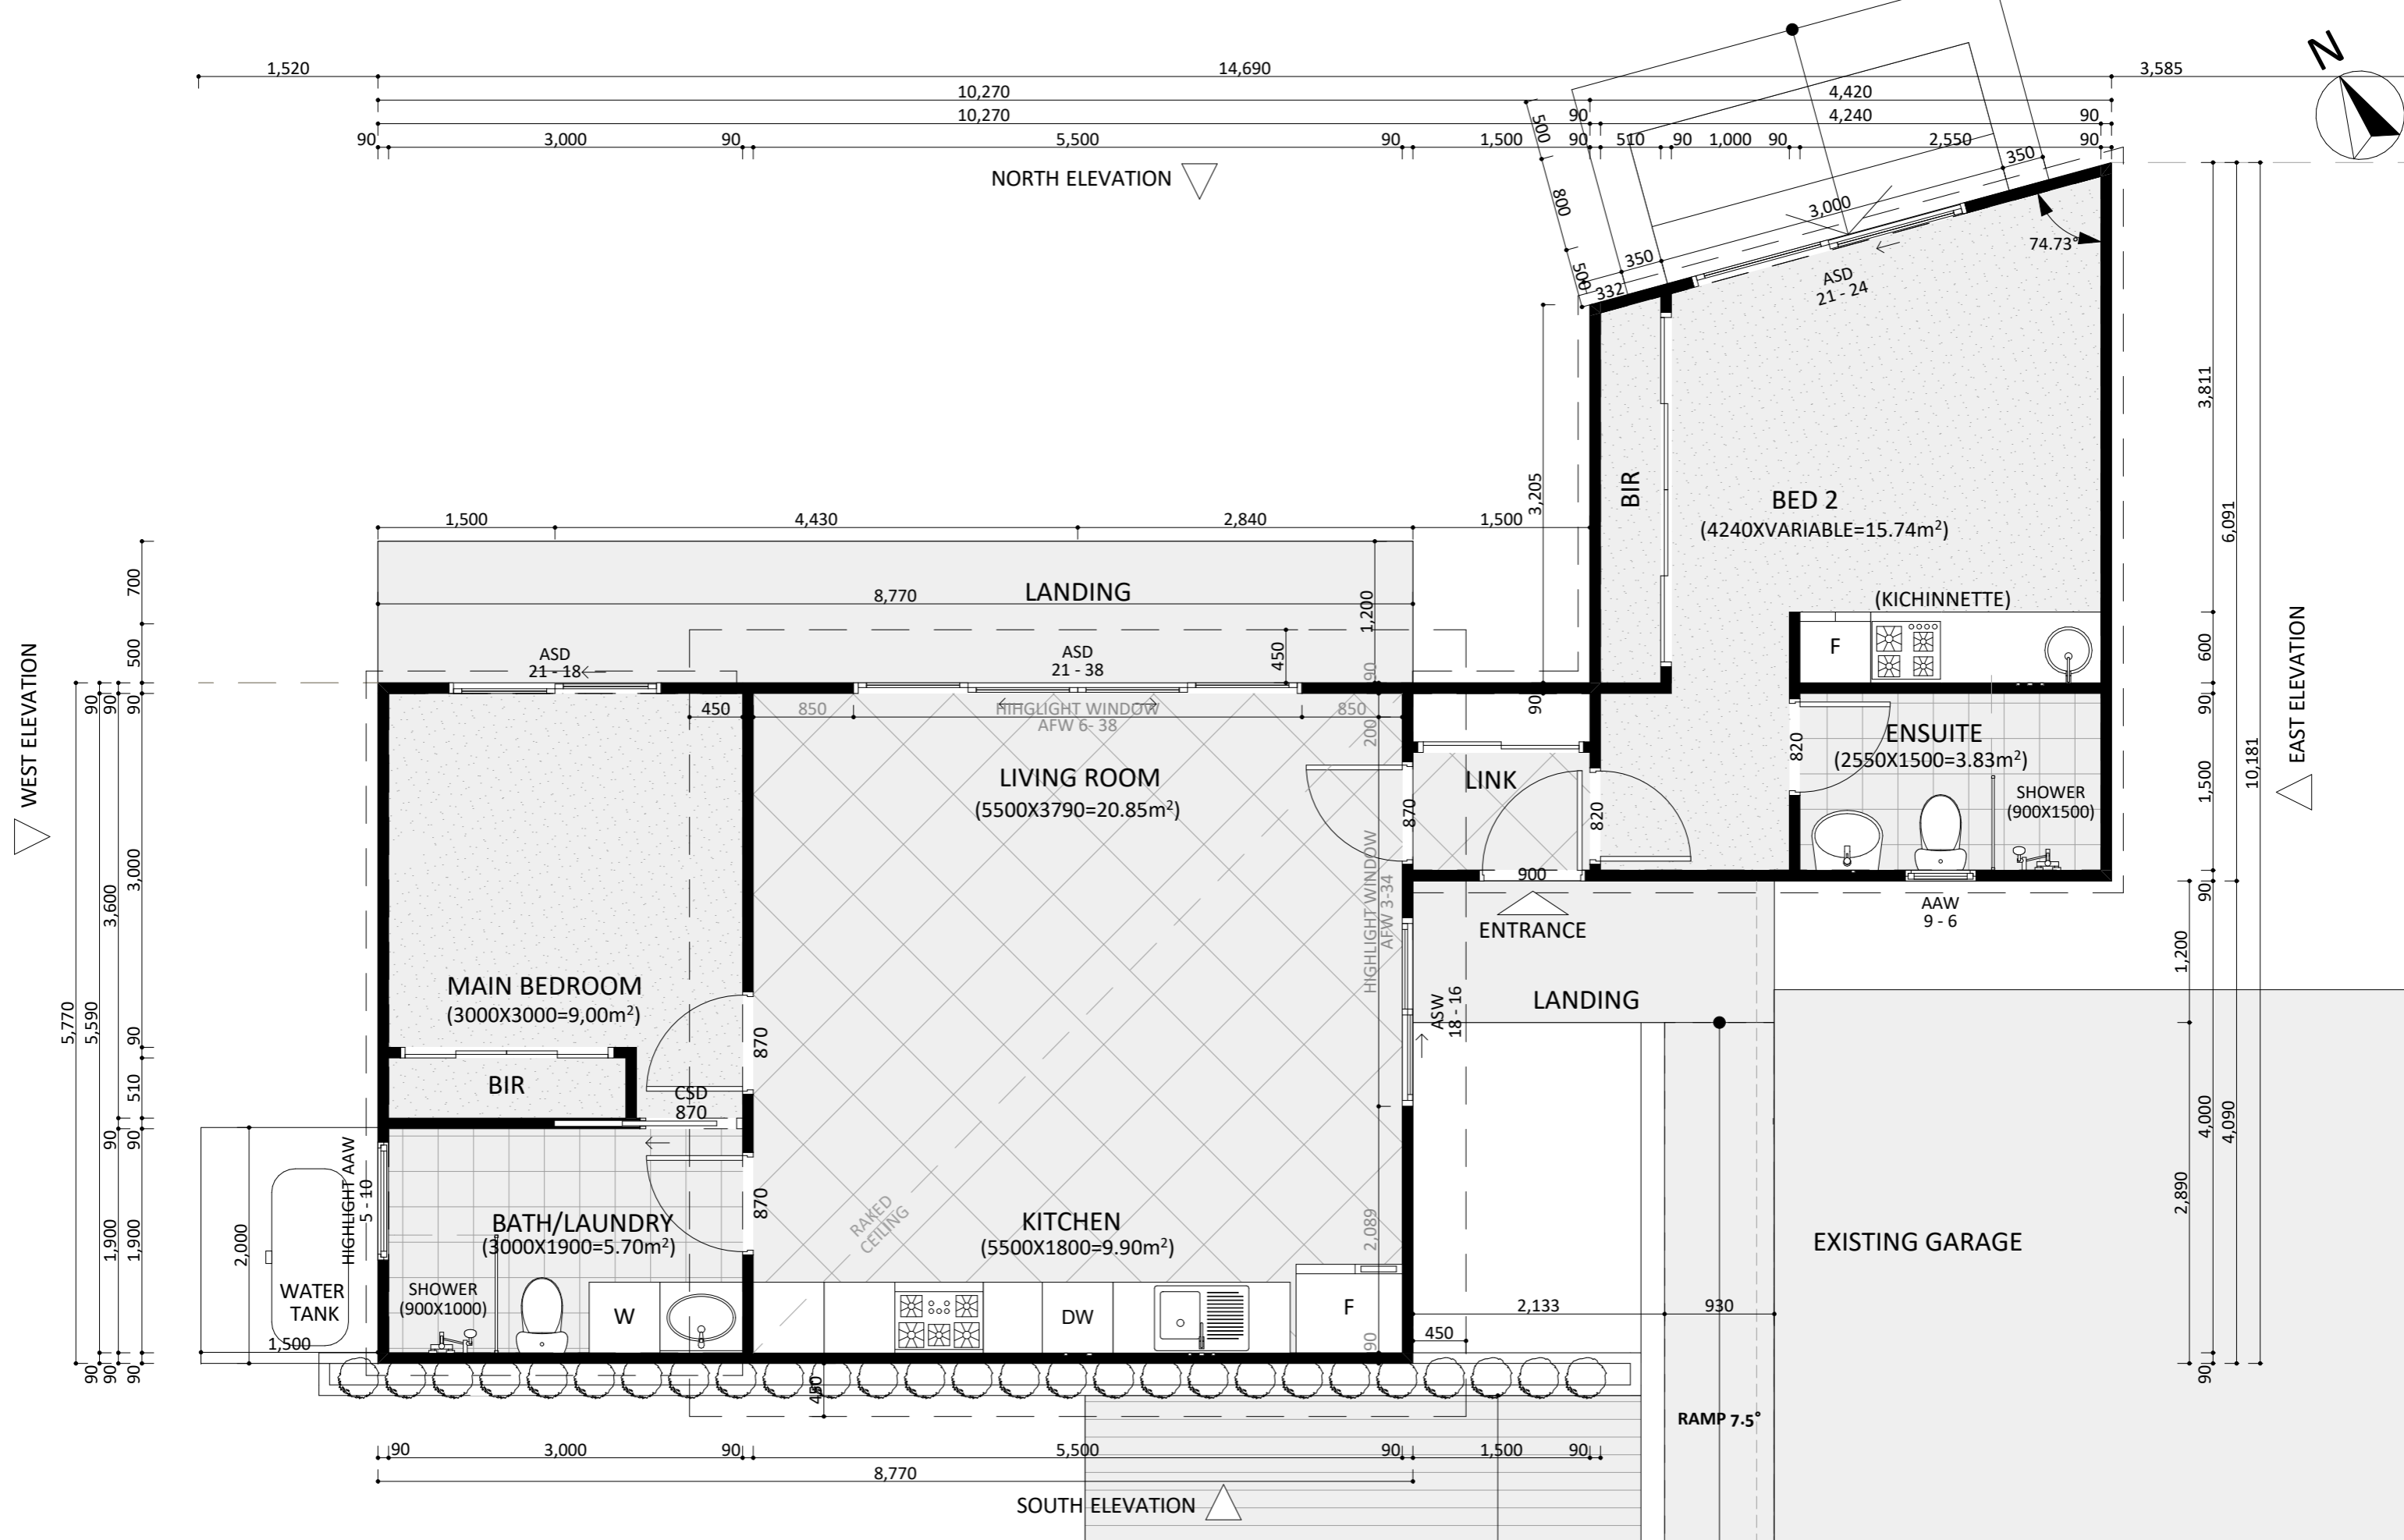 1,520
14,690
3,585
N
10,270
4,420
10,270
90
4,240
90
90
3,000
90
5,500
90
1,500
90
510
90
1,000
90
2,550
90
NORTH ELEVATION
500
800
500
350
3,000
350
332
74.73°
ASD
21 - 24
3,811
3,205
BIR
BED 2
(4240XVARIABLE=15.74m²)
6,091
1,500
4,430
2,840
1,500
700
LANDING
8,770
1,200
(KICHINNETTE)
F
600
500
ASD
21 - 18
ASD
21 - 38
450
90
WEST ELEVATION
EAST ELEVATION
90
90
90
450
850
HIHGLIGHT WINDOW
AFW 6- 38
850
200
90
90
ENSUITE
(2550X1500=3.83m²)
820
LIVING ROOM
(5500X3790=20.85m²)
LINK
10,181
1,500
SHOWER
(900X1500)
870
820
3,000
3,600
HIGHLIGHT WINDOW
AFW 3-34
900
ENTRANCE
AAW
9 - 6
90
1,200
MAIN BEDROOM
(3000X3000=9,00m²)
ASW
18 - 16
LANDING
5,770
5,590
90
870
BIR
510
CSD
870
4,000
4,090
90
90
HIGHLIGHT AAW
5 - 10
2,890
870
2,000
1,900
1,900
BATH/LAUNDRY
(3000X1900=5.70m²)
RAKED
CEILING
KITCHEN
(5500X1800=9.90m²)
2,089
EXISTING GARAGE
WATER
TANK
SHOWER
(900X1000)
W
DW
F
2,133
930
1,500
90
450
90
90
90
90
450
RAMP 7.5°
90
3,000
90
5,500
90
1,500
90
8,770
SOUTH ELEVATION